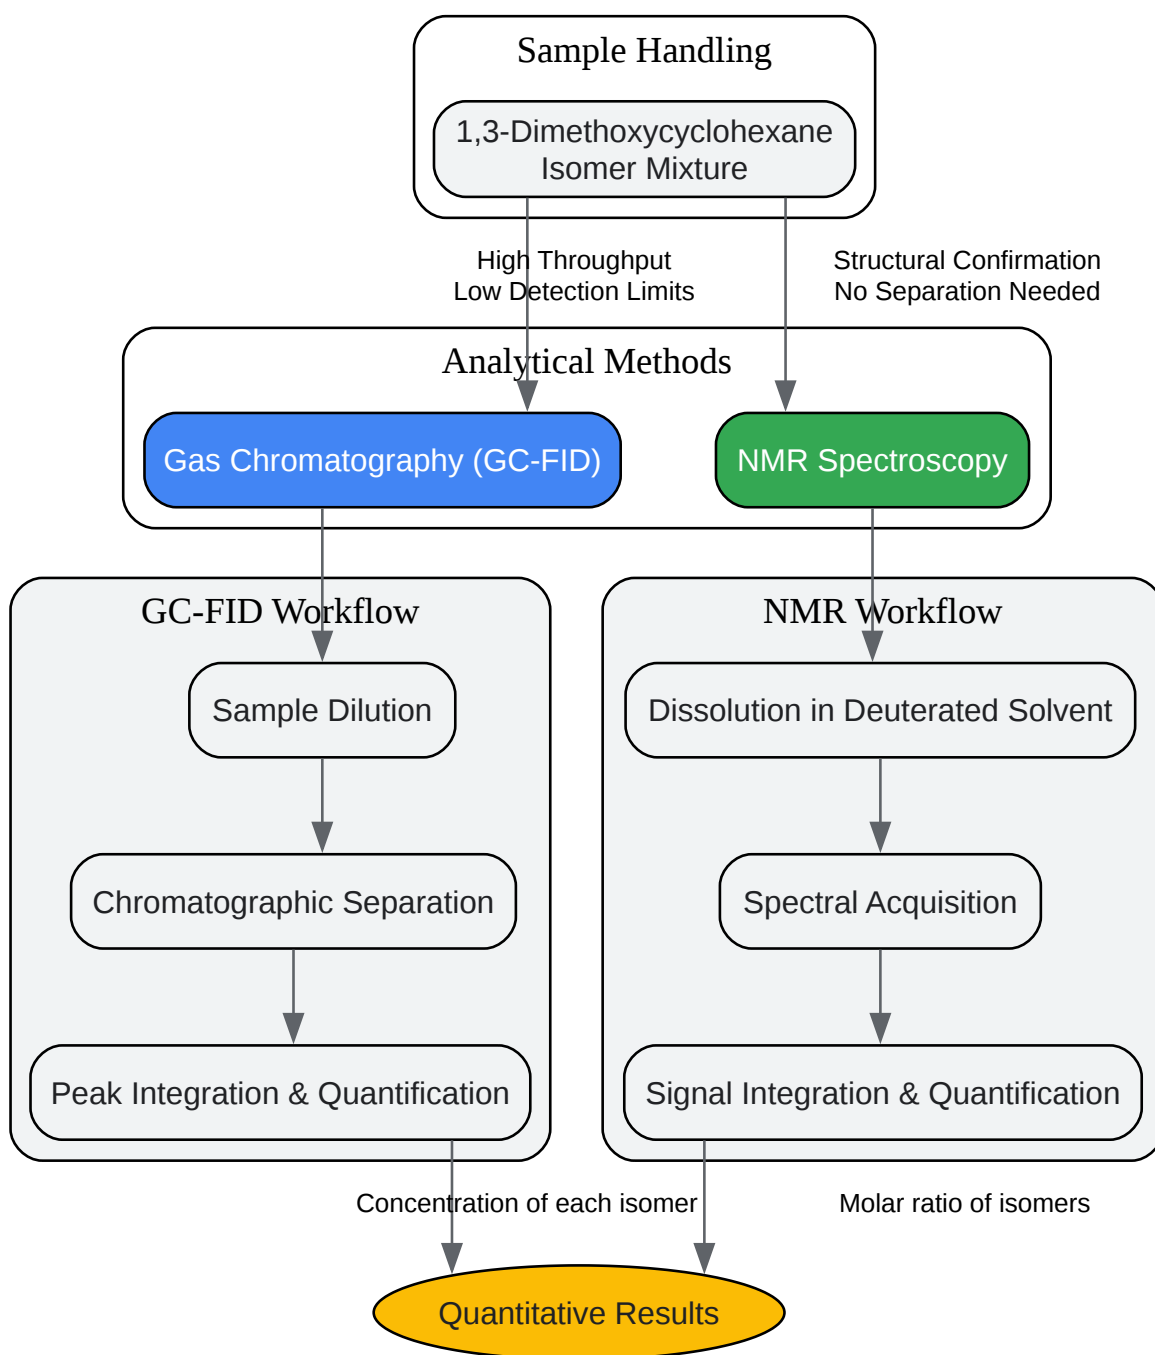 Sample Handling
1,3-Dimethoxycyclohexane
Isomer Mixture
High Throughput
Low Detection Limits
Structural Confirmation
No Separation Needed
Analytical Methods
Gas Chromatography (GC-FID)
NMR Spectroscopy
GC-FID Workflow
Sample Dilution
Chromatographic Separation
Peak Integration & Quantification
NMR Workflow
Dissolution in Deuterated Solvent
Spectral Acquisition
Signal Integration & Quantification
Concentration of each isomer
Molar ratio of isomers
Quantitative Results